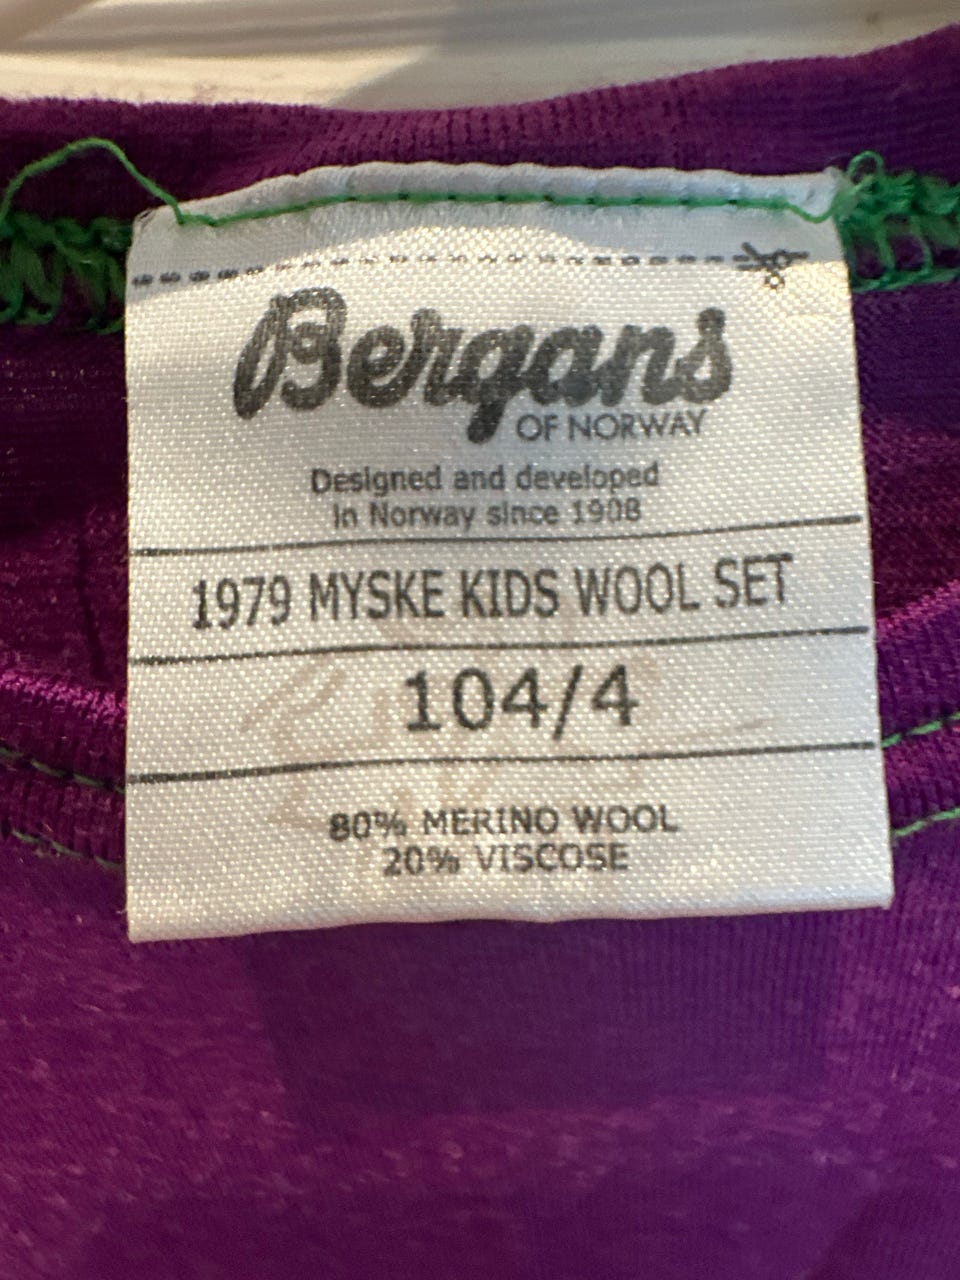 Bergans
OF NORWAY
Designed and developed
in Norway since 1908
1979 MYSKE KIDS WOOL SET
104/4
80% MERINO WOOL
20% VISCOSE